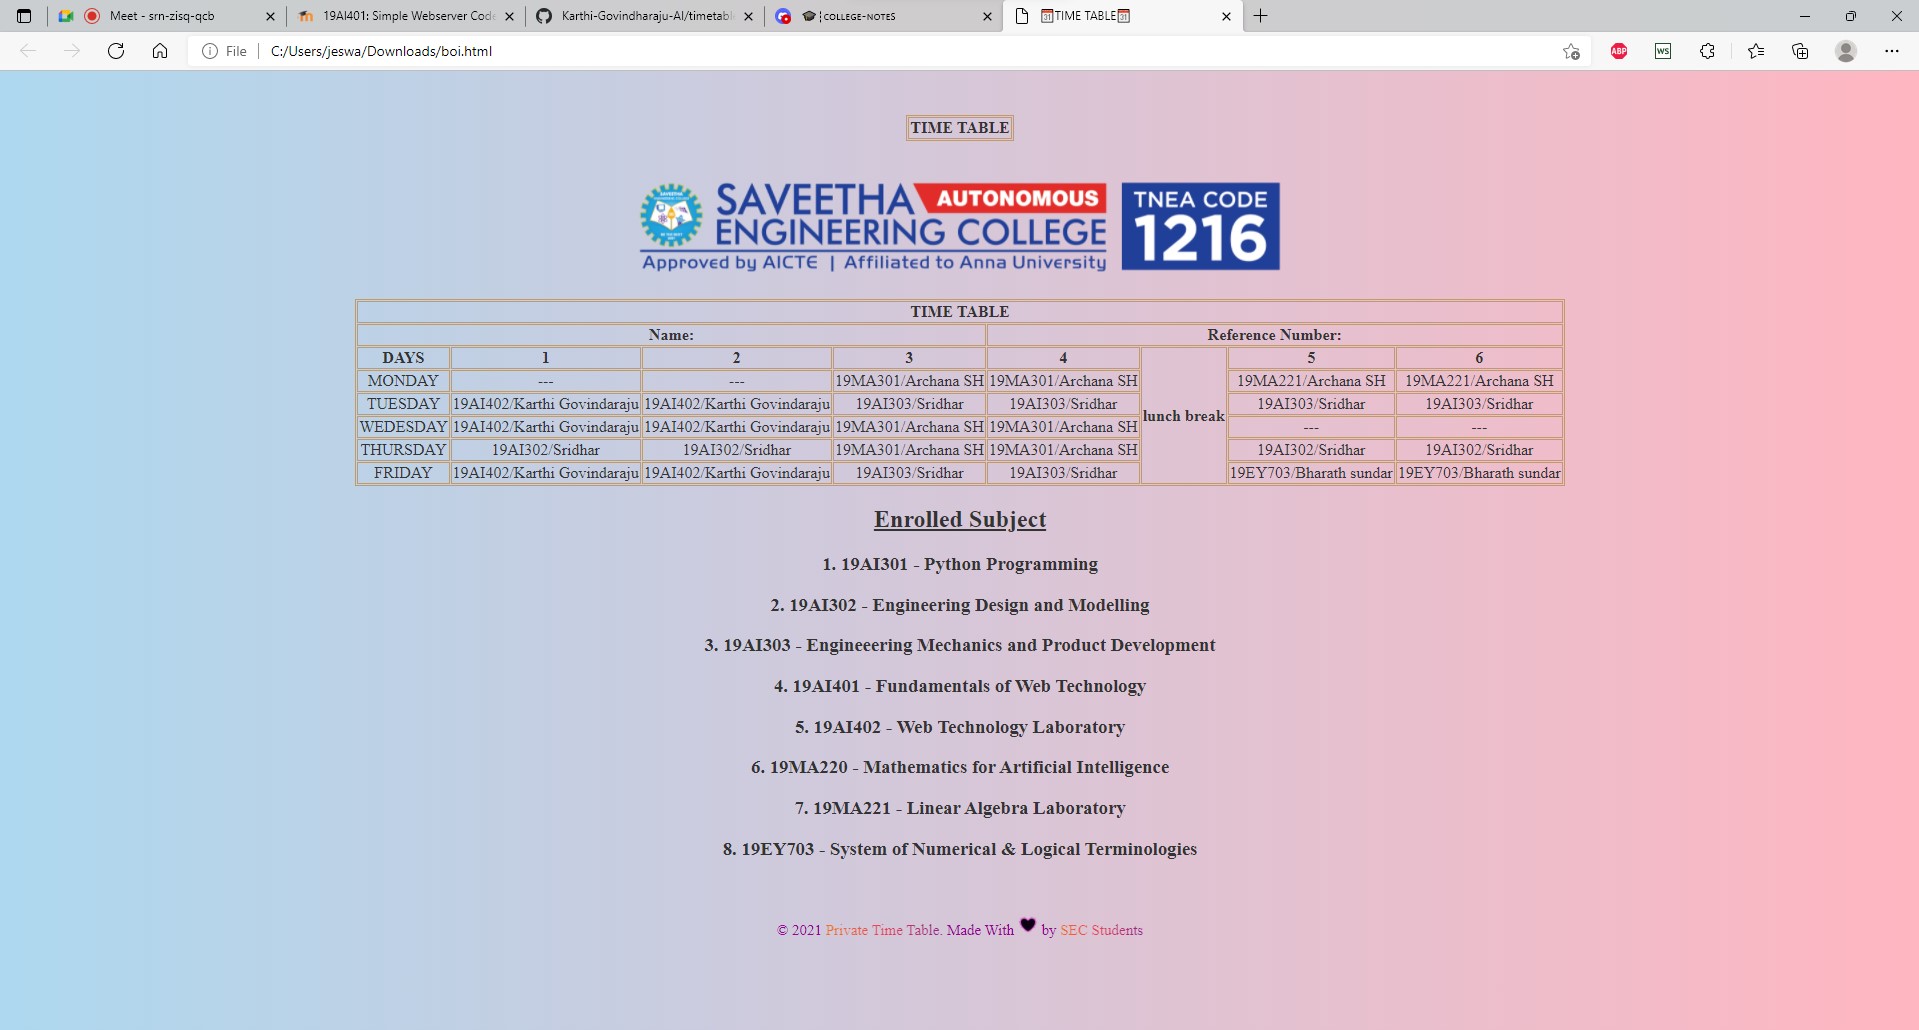 Meet - srn-zisq-qcb
19AI401: Simple Webserver Code
Karthi-Govindharaju-AI/timetabl
🎓¦COLLEGE-NOTES
📅TIME TABLE📅
File
C:/Users/jeswa/Downloads/boi.html
ABP
WS
TIME TABLE
SAVEETHA AUTONOMOUS
ENGINEERING COLLEGE
Approved by AICTE | Affiliated to Anna University
TNEA CODE
1216
TIME TABLE
Name: Reference Number:
DAYS 1 2 3 4 lunch break 5 6
MONDAY --- --- 19MA301/Archana SH 19MA301/Archana SH 19MA221/Archana SH 19MA221/Archana SH
TUESDAY 19AI402/Karthi Govindaraju 19AI402/Karthi Govindaraju 19AI303/Sridhar 19AI303/Sridhar 19AI303/Sridhar 19AI303/Sridhar
WEDESDAY 19AI402/Karthi Govindaraju 19AI402/Karthi Govindaraju 19MA301/Archana SH 19MA301/Archana SH --- ---
THURSDAY 19AI302/Sridhar 19AI302/Sridhar 19MA301/Archana SH 19MA301/Archana SH 19AI302/Sridhar 19AI302/Sridhar
FRIDAY 19AI402/Karthi Govindaraju 19AI402/Karthi Govindaraju 19AI303/Sridhar 19AI303/Sridhar 19EY703/Bharath sundar 19EY703/Bharath sundar
Enrolled Subject
1. 19AI301 - Python Programming
2. 19AI302 - Engineering Design and Modelling
3. 19AI303 - Engineeering Mechanics and Product Development
4. 19AI401 - Fundamentals of Web Technology
5. 19AI402 - Web Technology Laboratory
6. 19MA220 - Mathematics for Artificial Intelligence
7. 19MA221 - Linear Algebra Laboratory
8. 19EY703 - System of Numerical & Logical Terminologies
© 2021 Private Time Table. Made With 🖤 by SEC Students